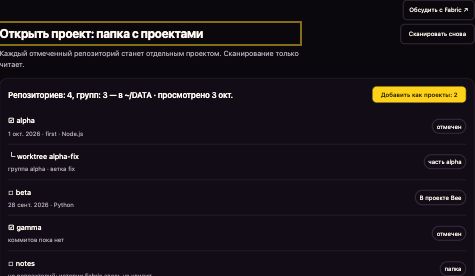 Обсудить с Fabric ↗
Открыть проект: папка с проектами
Сканировать снова
Каждый отмеченный репозиторий станет отдельным проектом. Сканирование только
читает.
Репозиториев: 4, групп: 3 — в ~/DATA · просмотрено 3 окт.
Добавить как проекты: 2
☑ alpha
1 окт. 2026 · first · Node.js
отмечен
└ worktree alpha-fix
группа alpha · ветка fix
часть alpha
□ beta
28 сент. 2026 · Python
В проекте Bee
☑ gamma
коммитов пока нет
отмечен
□ notes
папка